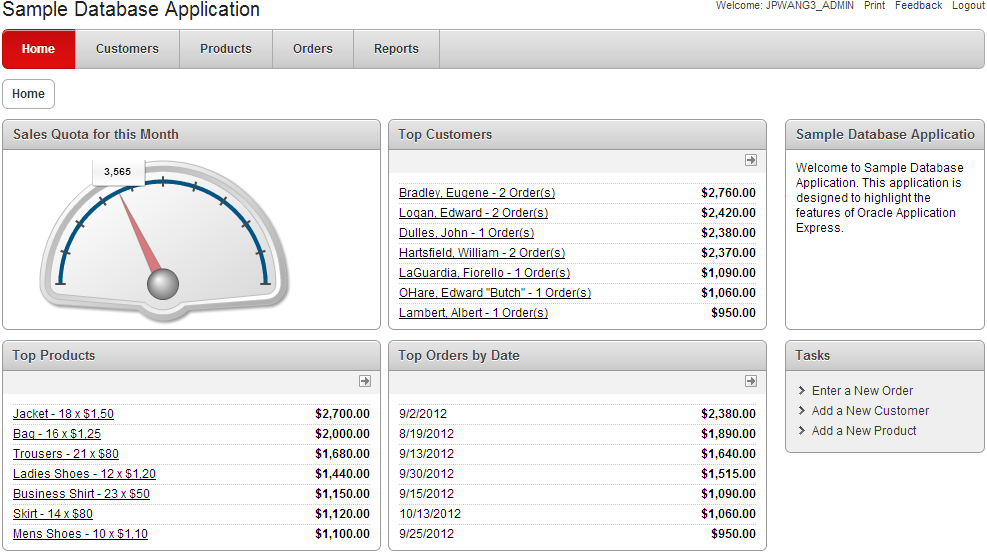 Sample Database Application
Welcome: JPWANG3_ADMIN Print Feedback Logout
Home Customers Products Orders Reports
Home
Sales Quota for this Month
3,565
Top Customers
Bradley, Eugene - 2 Order(s) $2,760.00
Logan, Edward - 2 Order(s) $2,420.00
Dulles, John - 1 Order(s) $2,380.00
Hartsfield, William - 2 Order(s) $2,370.00
LaGuardia, Fiorello - 1 Order(s) $1,090.00
OHare, Edward "Butch" - 1 Order(s) $1,060.00
Lambert, Albert - 1 Order(s) $950.00
Sample Database Applicatio
Welcome to Sample Database
Application. This application is
designed to highlight the
features of Oracle Application
Express.
Top Products
Jacket - 18 x $1,50 $2,700.00
Bag - 16 x $1,25 $2,000.00
Trousers - 21 x $80 $1,680.00
Ladies Shoes - 12 x $1,20 $1,440.00
Business Shirt - 23 x $50 $1,150.00
Skirt - 14 x $80 $1,120.00
Mens Shoes - 10 x $1,10 $1,100.00
Top Orders by Date
9/2/2012 $2,380.00
8/19/2012 $1,890.00
9/13/2012 $1,640.00
9/30/2012 $1,515.00
9/15/2012 $1,090.00
10/13/2012 $1,060.00
9/25/2012 $950.00
Tasks
Enter a New Order
Add a New Customer
Add a New Product